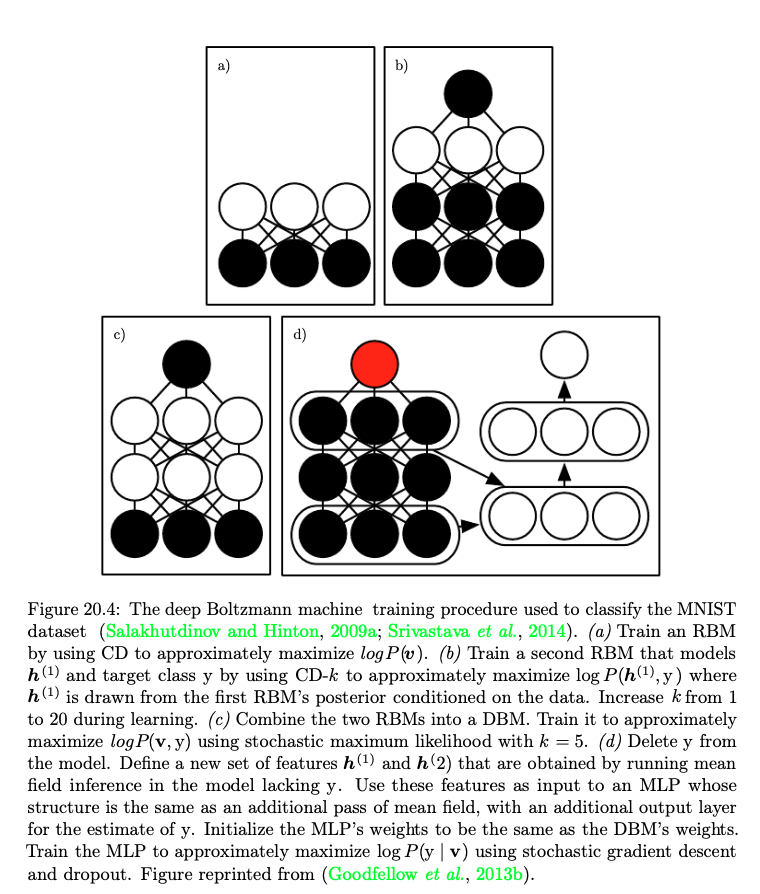 a)
b)
c)
d)
Figure 20.4: The deep Boltzmann machine training procedure used to classify the MNIST
dataset (Salakhutdinov and Hinton, 2009a; Srivastava et al., 2014). (a) Train an RBM
by using CD to approximately maximize log P(v). (b) Train a second RBM that models
h(1) and target class y by using CD-k to approximately maximize log P(h(1), y) where
h(1) is drawn from the first RBM's posterior conditioned on the data. Increase k from 1
to 20 during learning. (c) Combine the two RBMs into a DBM. Train it to approximately
maximize log P(v, y) using stochastic maximum likelihood with k = 5. (d) Delete y from
the model. Define a new set of features h(1) and h(2) that are obtained by running mean
field inference in the model lacking y. Use these features as input to an MLP whose
structure is the same as an additional pass of mean field, with an additional output layer
for the estimate of y. Initialize the MLP's weights to be the same as the DBM's weights.
Train the MLP to approximately maximize log P(y | v) using stochastic gradient descent
and dropout. Figure reprinted from (Goodfellow et al., 2013b).